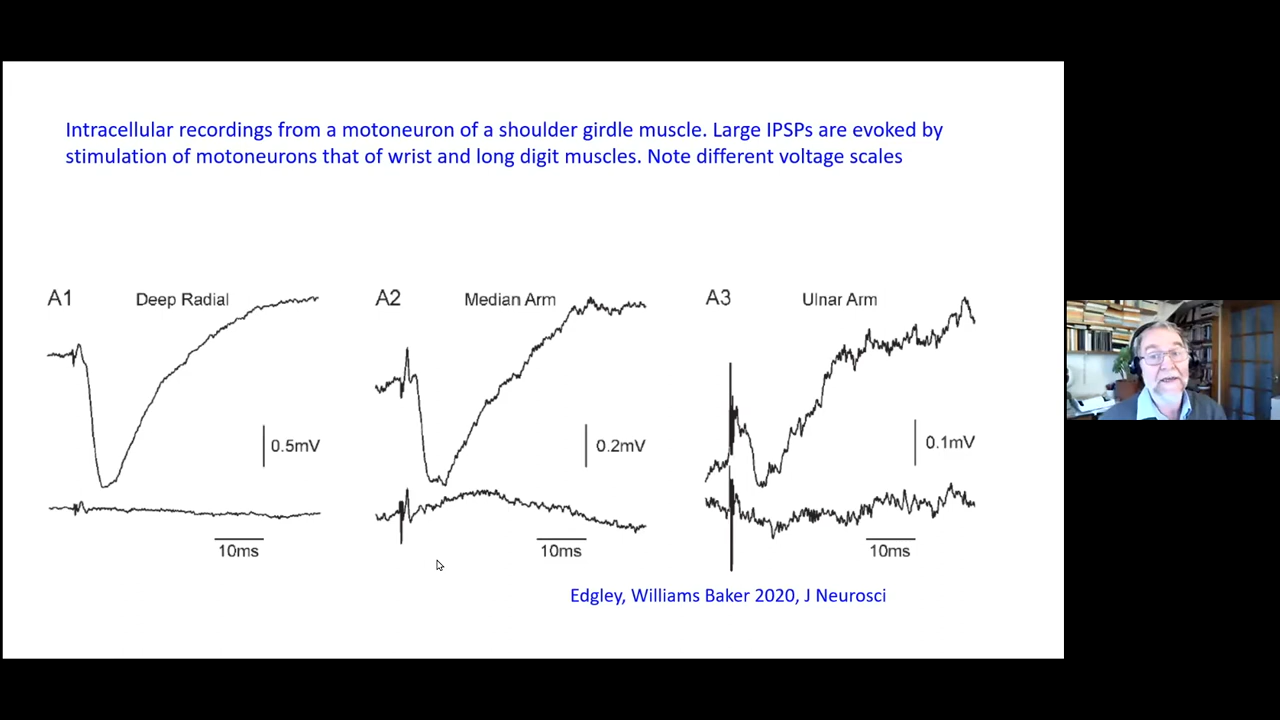 Intracellular recordings from a motoneuron of a shoulder girdle muscle. Large IPSPs are evoked by
stimulation of motoneurons that of wrist and long digit muscles. Note different voltage scales
A1 Deep Radial
A2 Median Arm
A3 Ulnar Arm
0.5mV
0.2mV
0.1mV
10ms
10ms
10ms
Edgley, Williams Baker 2020, J Neurosci